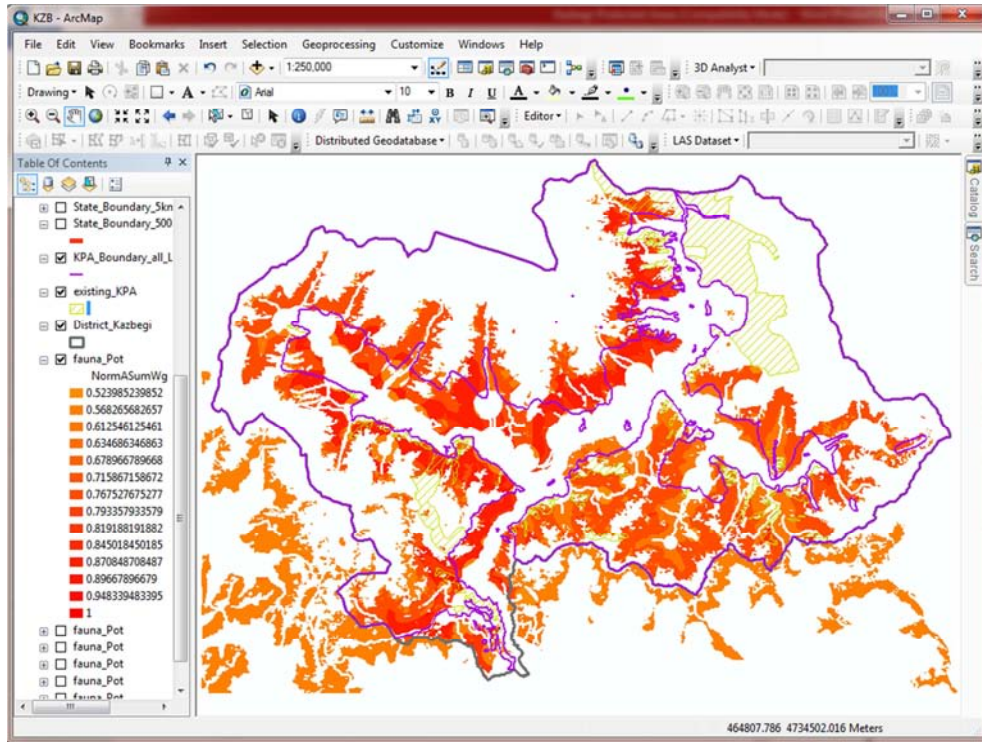 KZB - ArcMap
File Edit View Bookmarks Insert Selection Geoprocessing Customize Windows Help
1:250,000 3D Analyst
Drawing Arial 10 B I U A 100%
Editor
Distributed Geodatabase LAS Dataset
Table Of Contents
State_Boundary_5km
State_Boundary_500
KPA_Boundary_all_L
existing_KPA
District_Kazbegi
fauna_Pot
NormASumWg
0.523985239852
0.568265682657
0.612546125461
0.634686346863
0.678966789668
0.715867158672
0.767527675277
0.793357933579
0.819188191882
0.845018450185
0.870848708487
0.89667896679
0.948339483395
1
fauna_Pot
fauna_Pot
fauna_Pot
fauna_Pot
fauna_Pot
Catalog
Search
464807.786 4734502.016 Meters